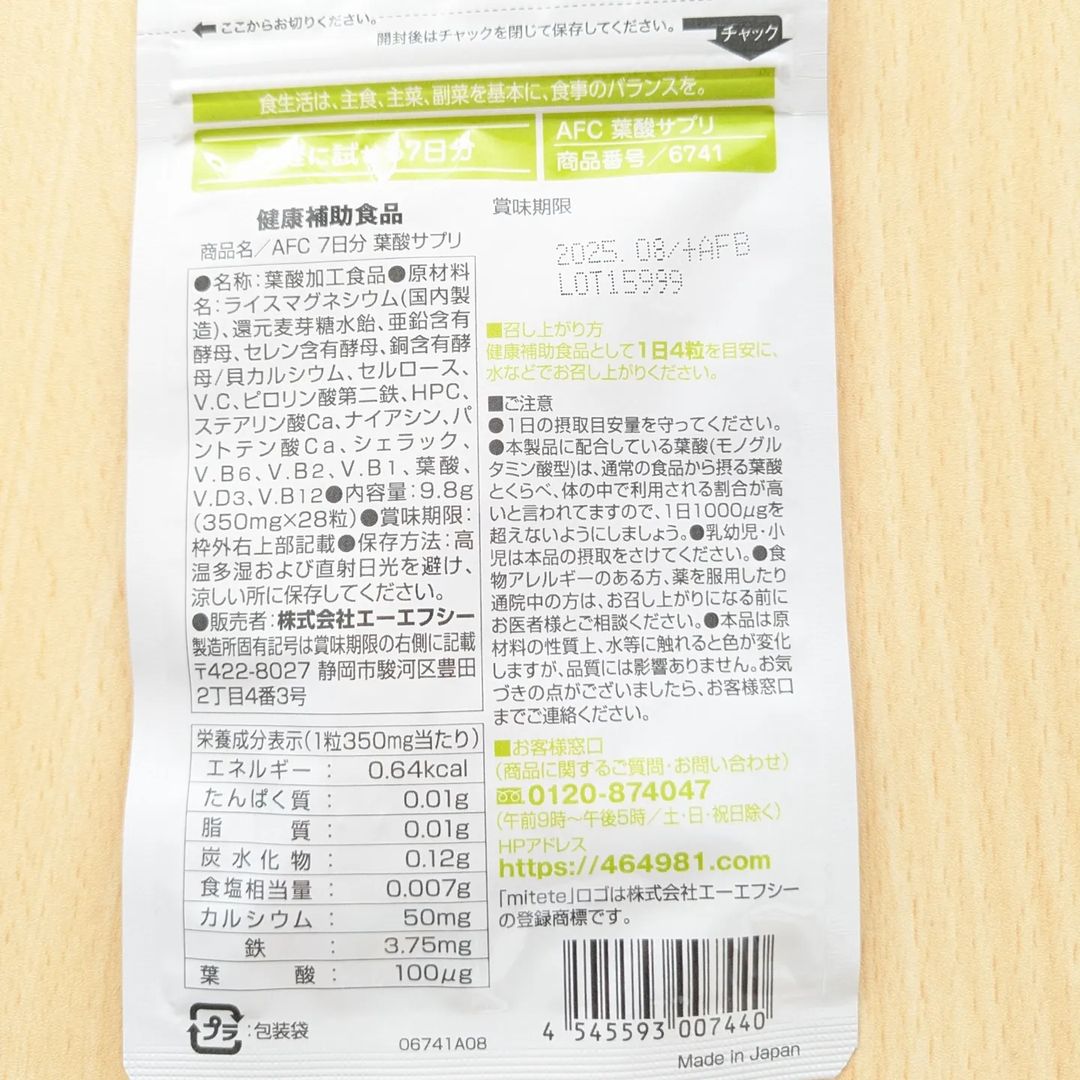 ここからお切りください。
開封後はチャックを閉じて保存してください。
チャック
食生活は、主食、主菜、副菜を基本に、食事のバランスを。
に試せる7日分
AFC 葉酸サプリ
商品番号/6741
健康補助食品
商品名/AFC 7日分 葉酸サプリ
●名称:葉酸加工食品●原材料
名:ライスマグネシウム(国内製
造)、還元麦芽糖水飴、亜鉛含有
酵母、セレン含有酵母、銅含有酵
母/貝カルシウム、セルロース、
V.C、ピロリン酸第二鉄、HPC、
ステアリン酸Ca、ナイアシン、パ
ントテン酸Ca、シェラック、
V.B6、V.B2、V.B1、葉酸、
V.D3、V.B12●内容量:9.8g
(350mg×28粒)●賞味期限:
枠外右上部記載●保存方法:高
温多湿および直射日光を避け、
涼しい所に保存してください。
●販売者:株式会社エーエフシー
製造所固有記号は賞味期限の右側に記載
〒422-8027 静岡市駿河区豊田
2丁目4番3号
栄養成分表示(1粒350mg当たり)
エネルギー : 0.64kcal
たんぱく質 : 0.01g
脂質 : 0.01g
炭水化物 : 0.12g
食塩相当量 : 0.007g
カルシウム : 50mg
鉄 : 3.75mg
葉酸 : 100μg
プラ :包装袋
06741A08
賞味期限
2025.08/+AFB
LOT15999
■召し上がり方
健康補助食品として1日4粒を目安に、
水などでお召し上がりください。
■ご注意
●1日の摂取目安量を守ってください。
●本製品に配合している葉酸(モノグル
タミン酸型)は、通常の食品から摂る葉酸
とくらべ、体の中で利用される割合が高
いと言われてますので、1日1000μgを
超えないようにしましょう。●乳幼児・小
児は本品の摂取をさけてください。●食
物アレルギーのある方、薬を服用したり
通院中の方は、お召し上がりになる前に
お医者様とご相談ください。●本品は原
材料の性質上、水等に触れると色が変化
しますが、品質には影響ありません。お気
づきの点がございましたら、お客様窓口
までご連絡ください。
■お客様窓口
(商品に関するご質問・お問い合わせ)
0120-874047
(午前9時〜午後5時/土・日・祝日除く)
HPアドレス
https://464981.com
「mitete」ロゴは株式会社エーエフシー
の登録商標です。
4 545593 007440
Made in Japan